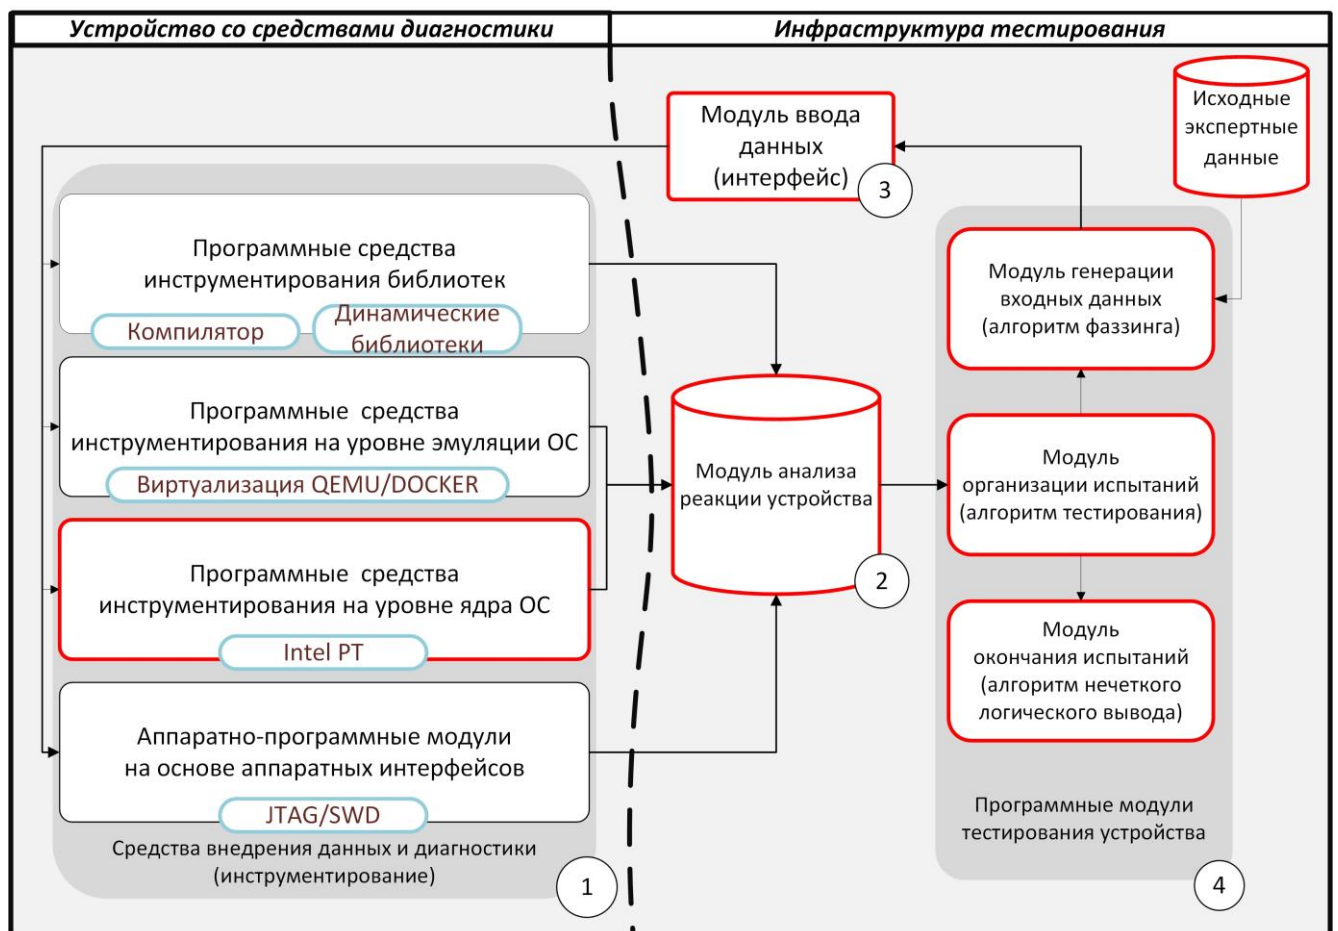 Устройство со средствами диагностики
Инфраструктура тестирования
Исходные
экспертные
данные
Модуль ввода
данных
(интерфейс)
3
Программные средства
инструментирования библиотек
Компилятор
Динамические
библиотеки
Модуль генерации
входных данных
(алгоритм фаззинга)
Программные средства
инструментирования на уровне эмуляции ОС
Виртуализация QEMU/DOCKER
Модуль анализа
реакции устройства
2
Модуль
организации испытаний
(алгоритм тестирования)
Программные средства
инструментирования на уровне ядра ОС
Intel PT
Модуль
окончания испытаний
(алгоритм нечеткого
логического вывода)
Аппаратно-программные модули
на основе аппаратных интерфейсов
JTAG/SWD
Средства внедрения данных и диагностики
(инструментирование)
1
Программные модули
тестирования устройства
4